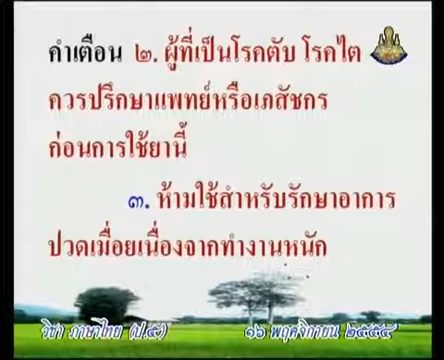 คำเตือน ๒. ผู้ที่เป็นโรคตับ โรคไต
ควรปรึกษาแพทย์หรือเภสัชกร
ก่อนการใช้ยานี้
๓. ห้ามใช้สำหรับรักษาอาการ
ปวดเมื่อยเนื่องจากทำงานหนัก
วิชา ภาษาไทย (ป.๕) ๑๖ พฤศจิกายน ๒๕๕๔